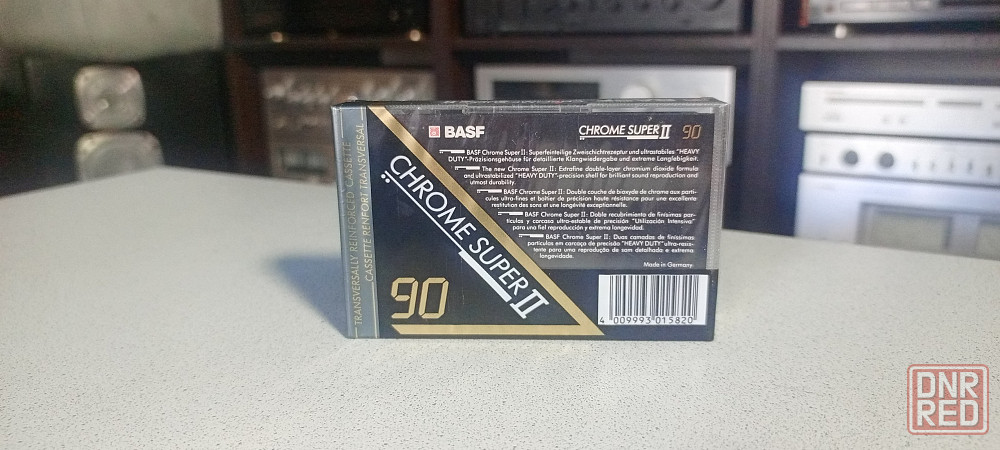 TRANSVERSALLY REINFORCED CASSETTE
CASSETTE RENFORT TRANSVERSAL
CHROME SUPER II
90
BASF
CHROME SUPER II 90
BASF Chrome Super II: Superfeinteilige Zweischichtrezeptur und ultrastabiles "HEAVY
DUTY"-Präzisionsgehäuse für detaillierte Klangwiedergabe und extreme Langlebigkeit.
The new Chrome Super II: Extrafine double-layer chromium dioxide formula
and ultrastabilized "HEAVY DUTY"-precision shell for brilliant sound reproduction and
utmost durability.
BASF Chrome Super II: Double couche de bioxyde de chrome aux parti-
cules ultra-fines et boîtier de précision haute résistance pour une excellente
restitution des sons et une longévité exceptionnelle.
BASF Chrome Super II: Doble recubrimiento de finísimas par-
tículas y carcasa ultra-estable de precisión "Utilización Intensiva"
para una fiel reproducción y extrema longevidad.
BASF Chrome Super II: Duas camadas de finíssimas
partículas em carcaça de precisão "HEAVY DUTY" ultra-resis-
tente para uma reprodução de som detalhada e extrema
longevidade.
Made in Germany
4 009993 015820
DNR
RED